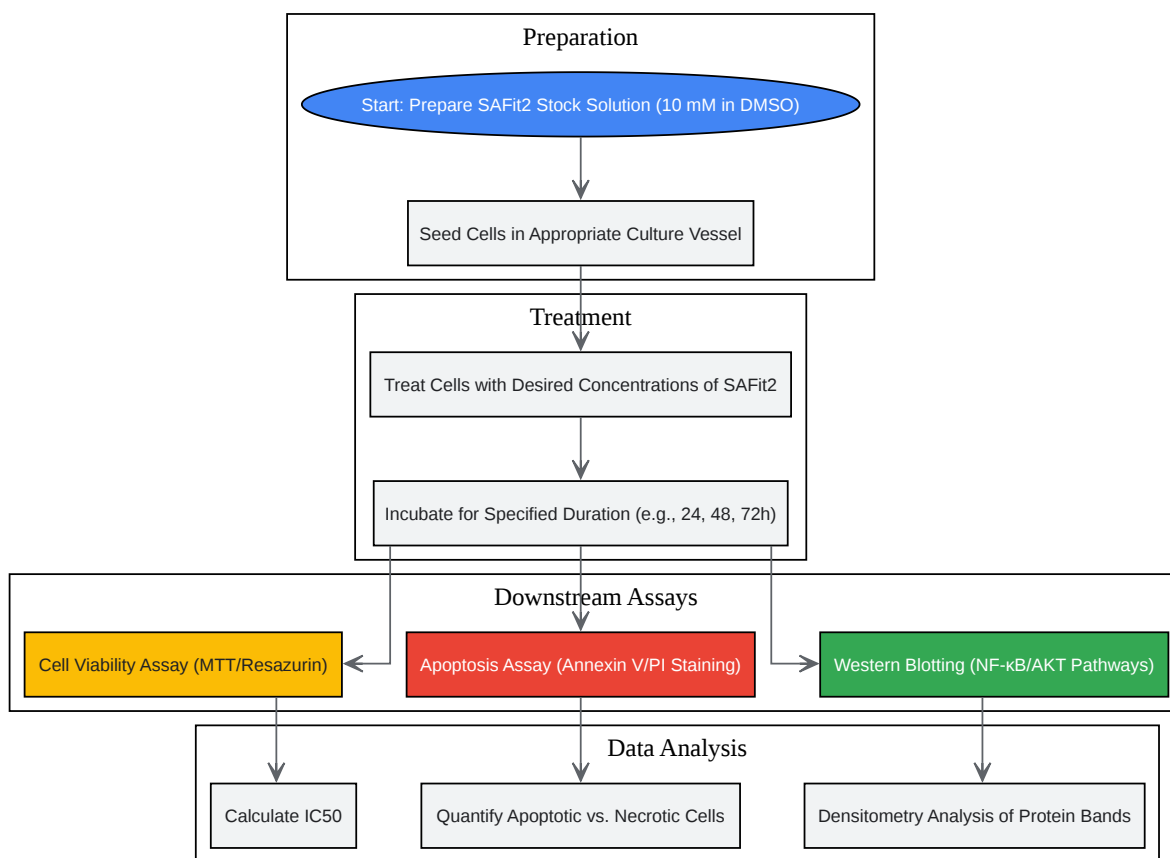 Preparation
Start: Prepare SAFit2 Stock Solution (10 mM in DMSO)
Seed Cells in Appropriate Culture Vessel
Treatment
Treat Cells with Desired Concentrations of SAFit2
Incubate for Specified Duration (e.g., 24, 48, 72h)
Downstream Assays
Cell Viability Assay (MTT/Resazurin)
Apoptosis Assay (Annexin V/PI Staining)
Western Blotting (NF-κB/AKT Pathways)
Data Analysis
Calculate IC50
Quantify Apoptotic vs. Necrotic Cells
Densitometry Analysis of Protein Bands